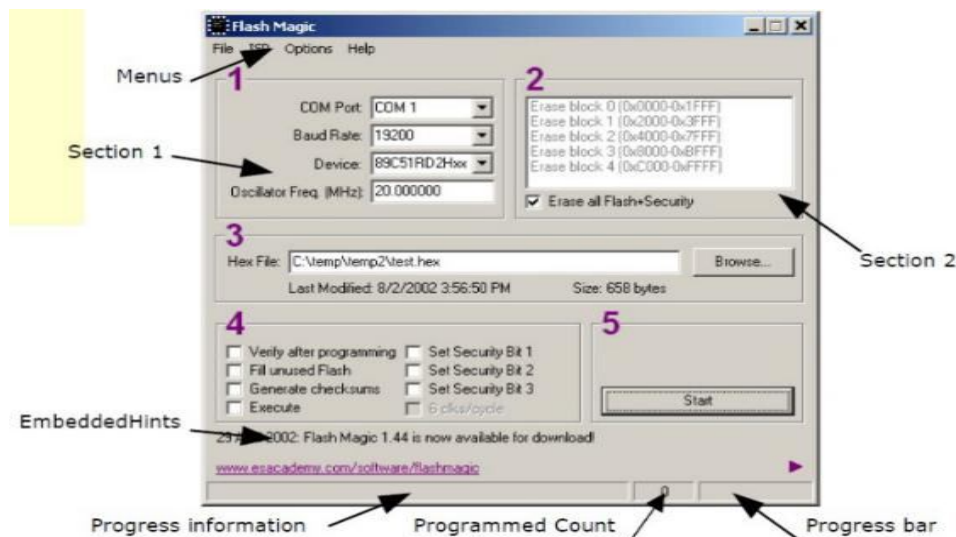 Flash Magic
File ISP Options Help
Menus
1
COM Port: COM 1
Baud Rate: 19200
Section 1
Device: 89C51RD2Hxx
Oscillator Freq. (MHz): 20.000000
2
Erase block 0 (0x0000-0x1FFF)
Erase block 1 (0x2000-0x3FFF)
Erase block 2 (0x4000-0x7FFF)
Erase block 3 (0x8000-0xBFFF)
Erase block 4 (0xC000-0xFFFF)
Erase all Flash+Security
Section 2
3
Hex File: C:\temp\temp2\test.hex Browse...
Last Modified: 8/2/2002 3:56:50 PM Size: 658 bytes
4
Verify after programming Set Security Bit 1
Fill unused Flash Set Security Bit 2
Generate checksums Set Security Bit 3
Execute 6 clks/cycle
5
Start
EmbeddedHints
2002: Flash Magic 1.44 is now available for download!
www.esacademy.com/software/flashmagic
0
Progress information Programmed Count Progress bar